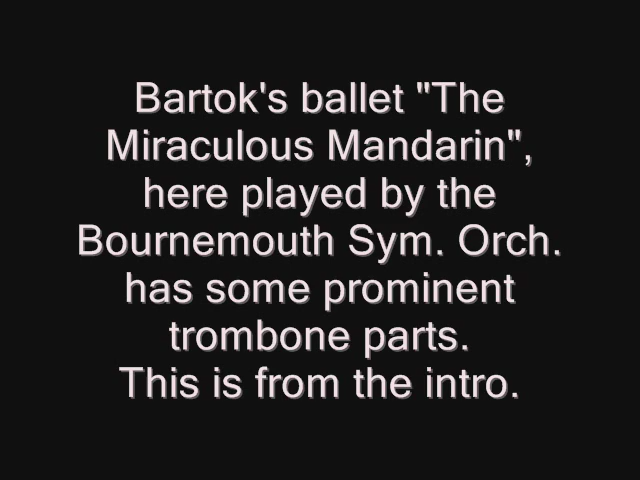 Bartok's ballet "The
Miraculous Mandarin",
here played by the
Bournemouth Sym. Orch.
has some prominent
trombone parts.
This is from the intro.